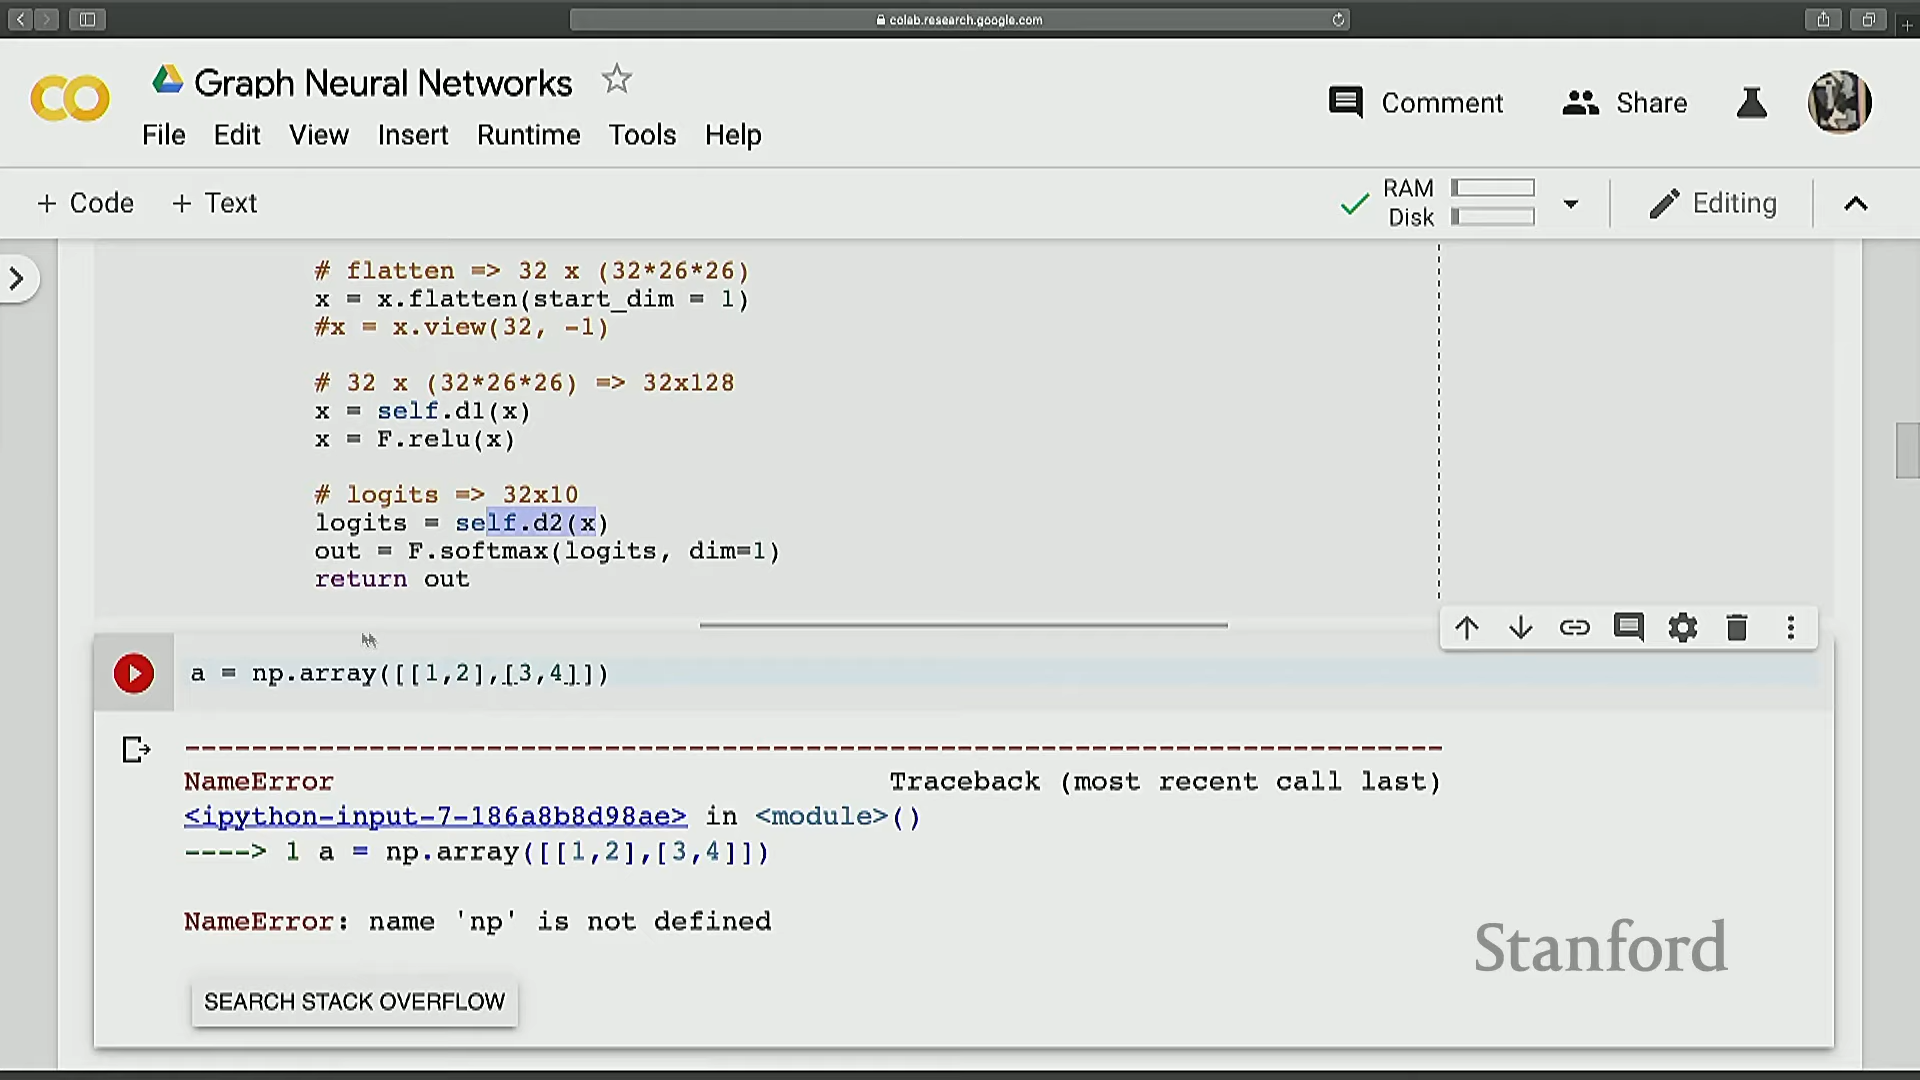 colab.research.google.com
CO
Graph Neural Networks
File Edit View Insert Runtime Tools Help
Comment
Share
+ Code + Text
RAM
Disk
Editing
# flatten => 32 x (32*26*26)
x = x.flatten(start_dim = 1)
#x = x.view(32, -1)
# 32 x (32*26*26) => 32x128
x = self.d1(x)
x = F.relu(x)
# logits => 32x10
logits = self.d2(x)
out = F.softmax(logits, dim=1)
return out
a = np.array([[1,2],[3,4]])
---------------------------------------------------------------------------
NameError Traceback (most recent call last)
<ipython-input-7-186a8b8d98ae> in <module>()
----> 1 a = np.array([[1,2],[3,4]])
NameError: name 'np' is not defined
Stanford
SEARCH STACK OVERFLOW